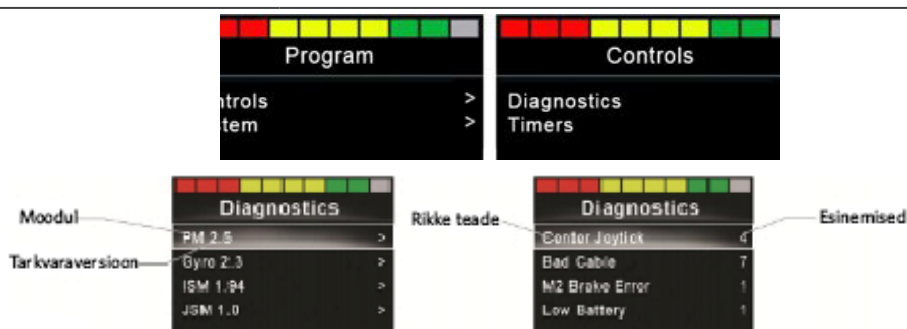 Program
ntrols >
tem >
Controls
Diagnostics
Timers
Moodul
Tarkvaraversioon
Diagnostics
PM 2.5 >
Gyro 2.3 >
ISM 1.94 >
JSM 1.0 >
Rikke teade
Esinemised
Diagnostics
Center Joytick 4
Bad Cable 7
M2 Brake Error 1
Low Battery 1